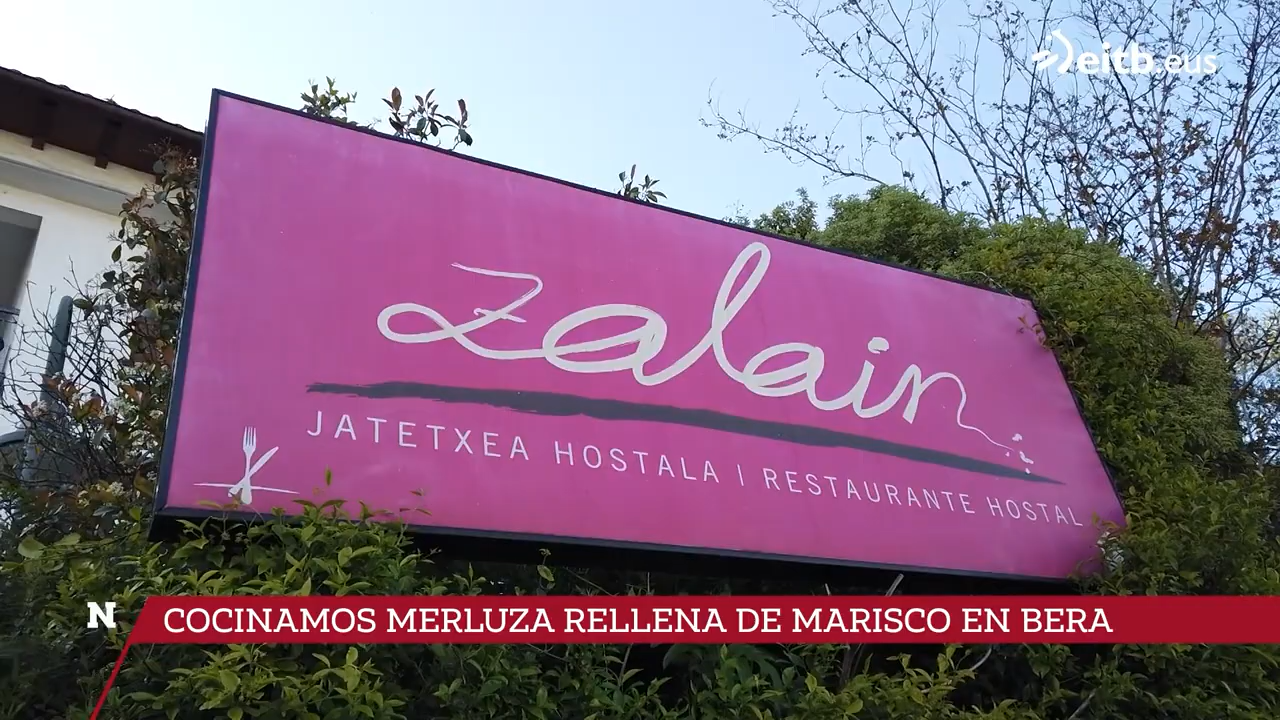 eitb.eus
zalain
JATETXEA HOSTALA | RESTAURANTE HOSTAL
N COCINAMOS MERLUZA RELLENA DE MARISCO EN BERA